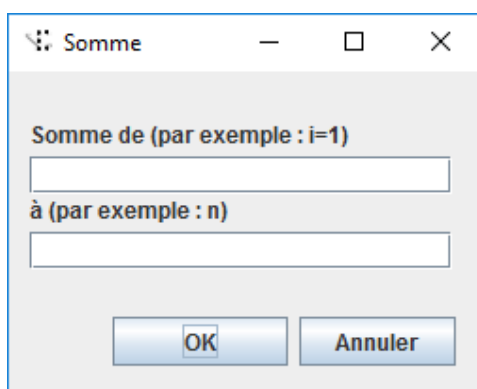 Somme
Somme de (par exemple : i=1)
à (par exemple : n)
OK
Annuler